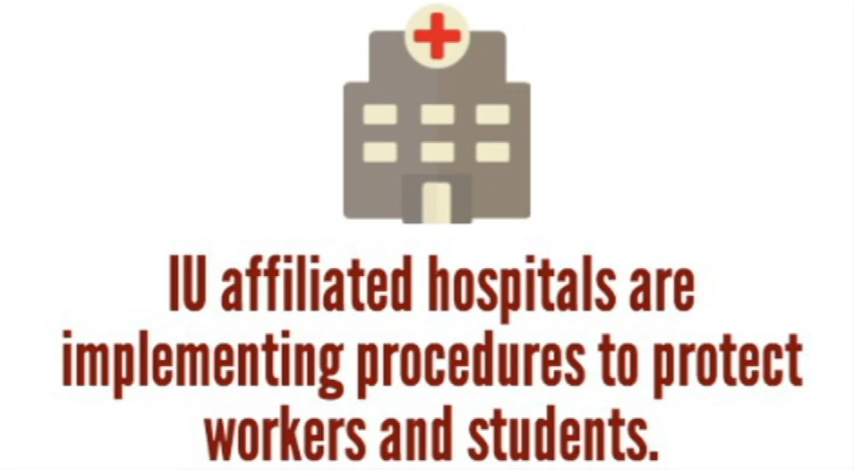 IU affiliated hospitals are
implementing procedures to protect
workers and students.